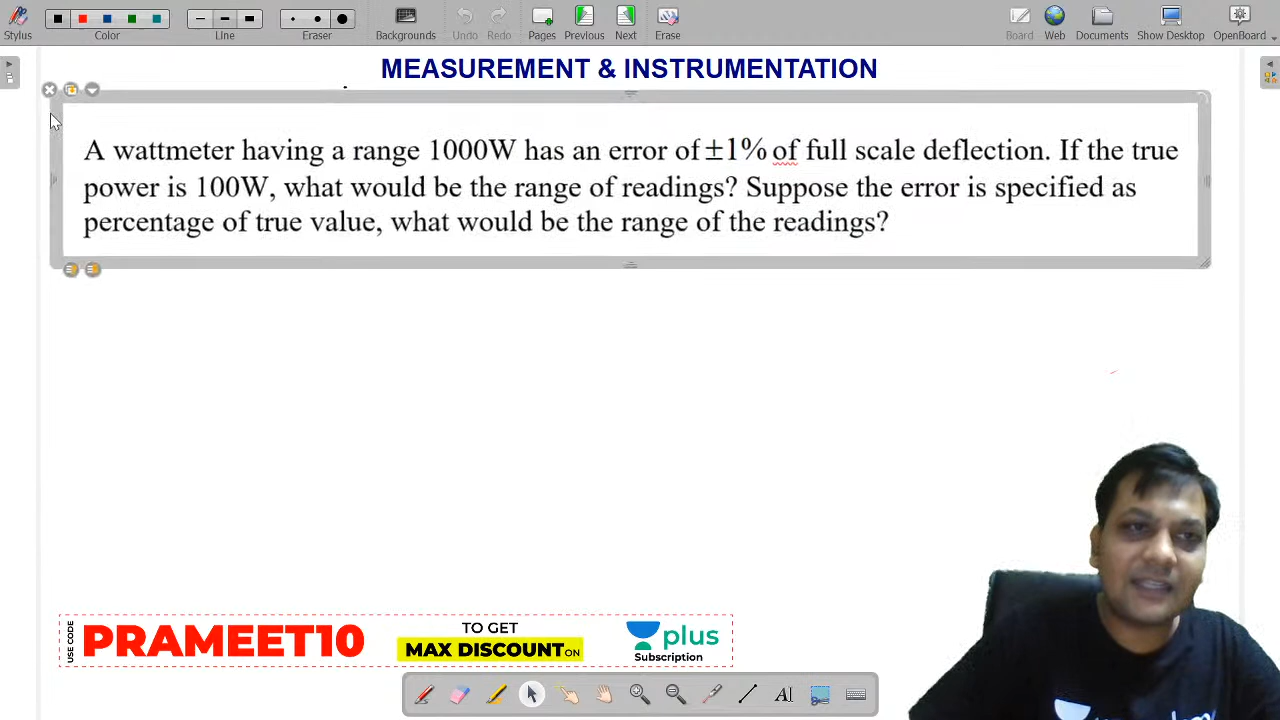 Stylus
Color
Line
Eraser
Backgrounds
Undo
Redo
Pages
Previous
Next
Erase
Board
Web
Documents
Show Desktop
OpenBoard
MEASUREMENT & INSTRUMENTATION
A wattmeter having a range 1000W has an error of ±1% of full scale deflection. If the true
power is 100W, what would be the range of readings? Suppose the error is specified as
percentage of true value, what would be the range of the readings?
USE CODE
PRAMEET10
TO GET
MAX DISCOUNT ON
plus
Subscription
AI